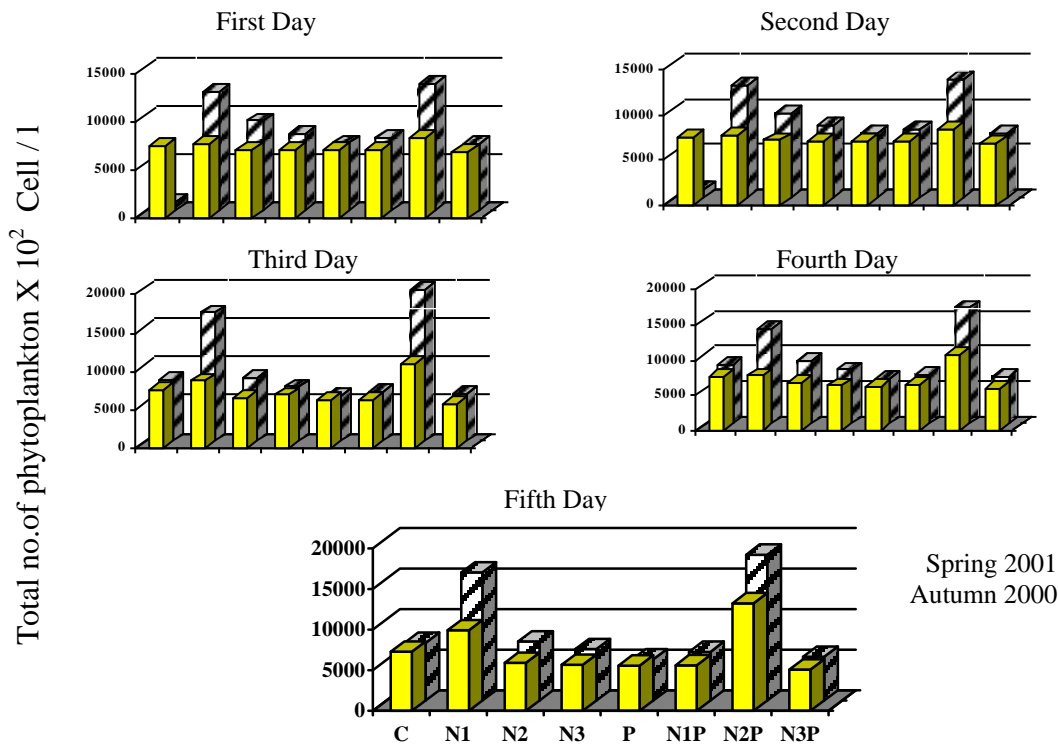 First Day
15000
10000
5000
0
Second Day
15000
10000
5000
0
Total no.of phytoplankton X 10² Cell /l
Third Day
20000
15000
10000
5000
0
Fourth Day
20000
15000
10000
5000
0
Fifth Day
20000
15000
10000
5000
0
C N1 N2 N3 P N1P N2P N3P
Spring 2001
Autumn 2000